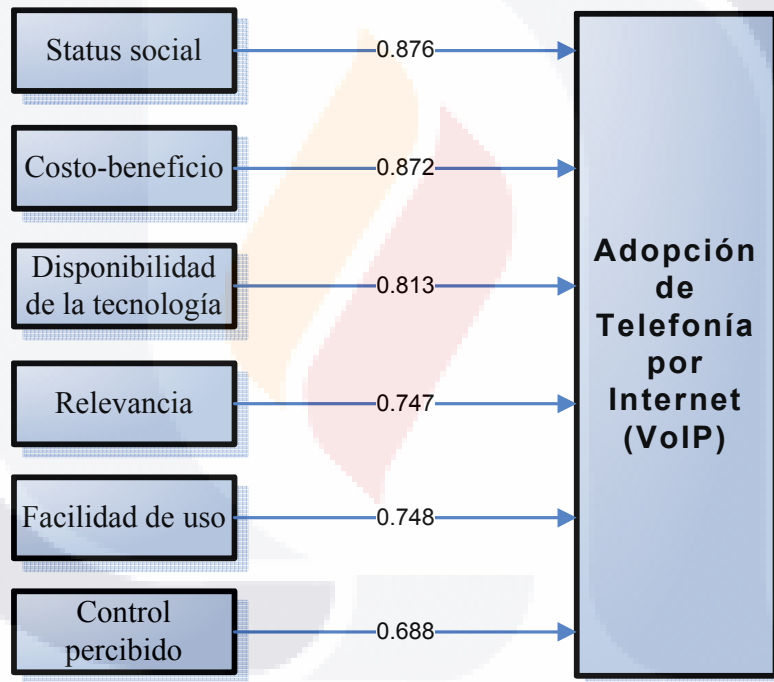 Status social
0.876
Costo-beneficio
0.872
Disponibilidad
de la tecnología
0.813
Relevancia
0.747
Facilidad de uso
0.748
Control
percibido
0.688
Adopción
de
Telefonía
por
Internet
(VoIP)